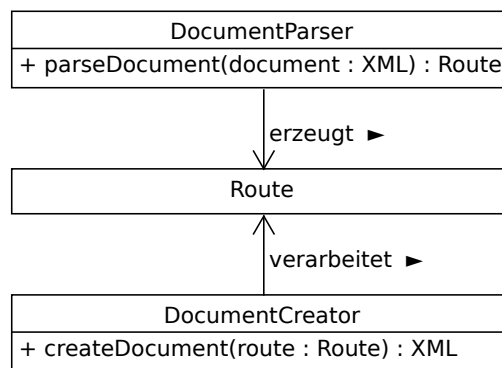 DocumentParser
+ parseDocument(document : XML) : Route
erzeugt ►
Route
verarbeitet ►
DocumentCreator
+ createDocument(route : Route) : XML